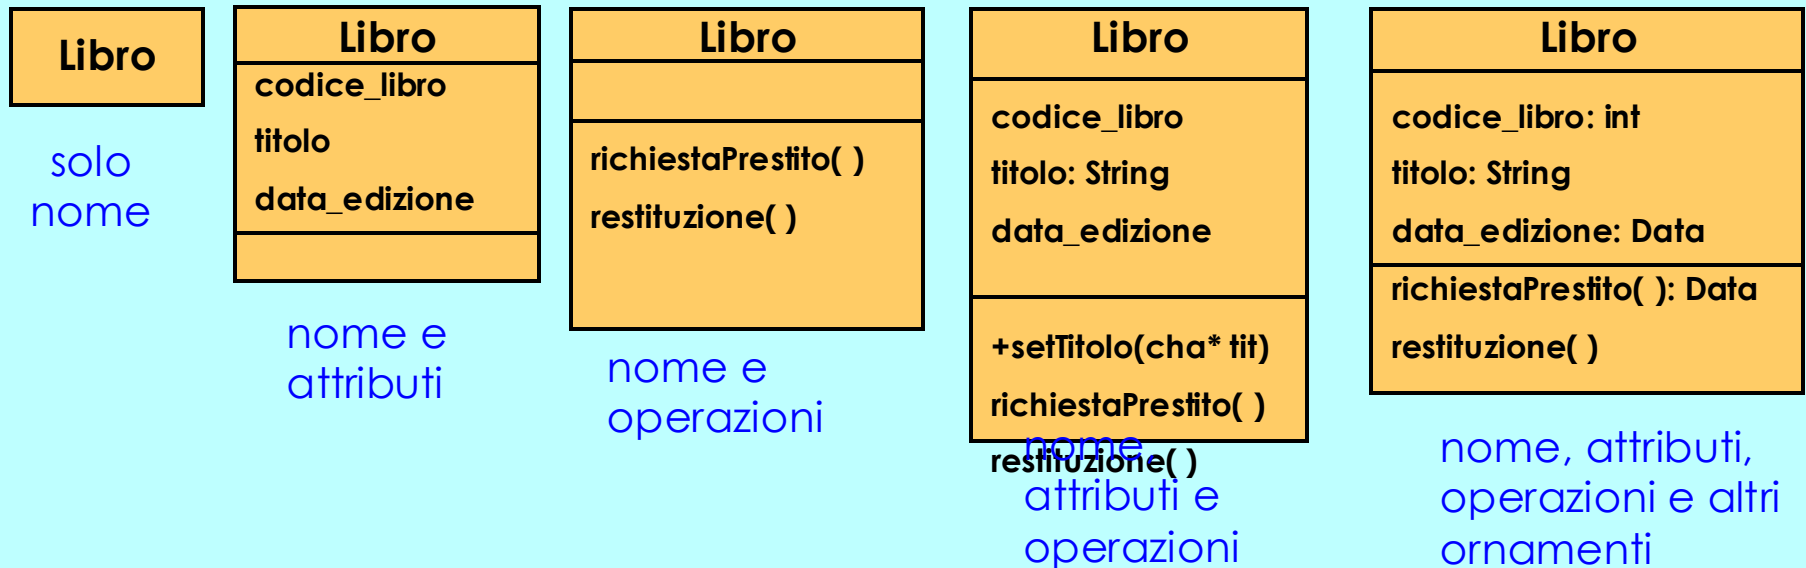 Libro
solo
nome
Libro
codice_libro
titolo
data_edizione
nome e
attributi
Libro
richiestaPrestito( )
restituzione( )
nome e
operazioni
Libro
codice_libro
titolo: String
data_edizione
+setTitolo(cha* tit)
richiestaPrestito( )
restituzione( )
nome,
attributi e
operazioni
Libro
codice_libro: int
titolo: String
data_edizione: Data
richiestaPrestito( ): Data
restituzione( )
nome, attributi,
operazioni e altri
ornamenti